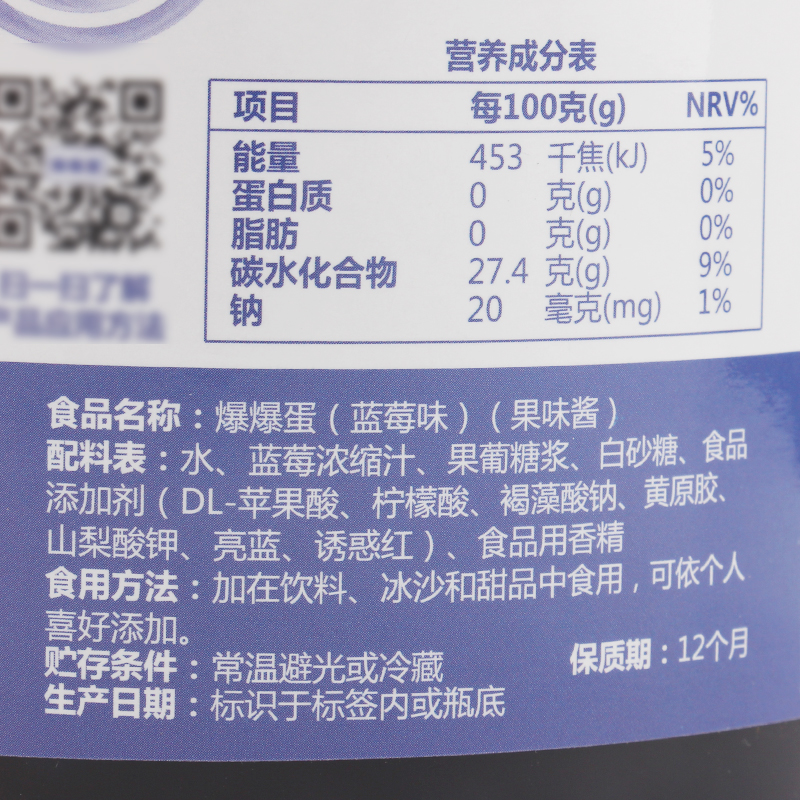 营养成分表
项目 每100克(g) NRV%
能量 453 千焦(kJ) 5%
蛋白质 0 克(g) 0%
脂肪 0 克(g) 0%
碳水化合物 27.4 克(g) 9%
钠 20 毫克(mg) 1%
扫一扫了解
产品应用方法
食品名称：爆爆蛋（蓝莓味）（果味酱）
配料表：水、蓝莓浓缩汁、果葡糖浆、白砂糖、食品
添加剂（DL-苹果酸、柠檬酸、褐藻酸钠、黄原胶、
山梨酸钾、亮蓝、诱惑红）、食品用香精
食用方法：加在饮料、冰沙和甜品中食用，可依个人
喜好添加。
贮存条件：常温避光或冷藏 保质期：12个月
生产日期：标识于标签内或瓶底